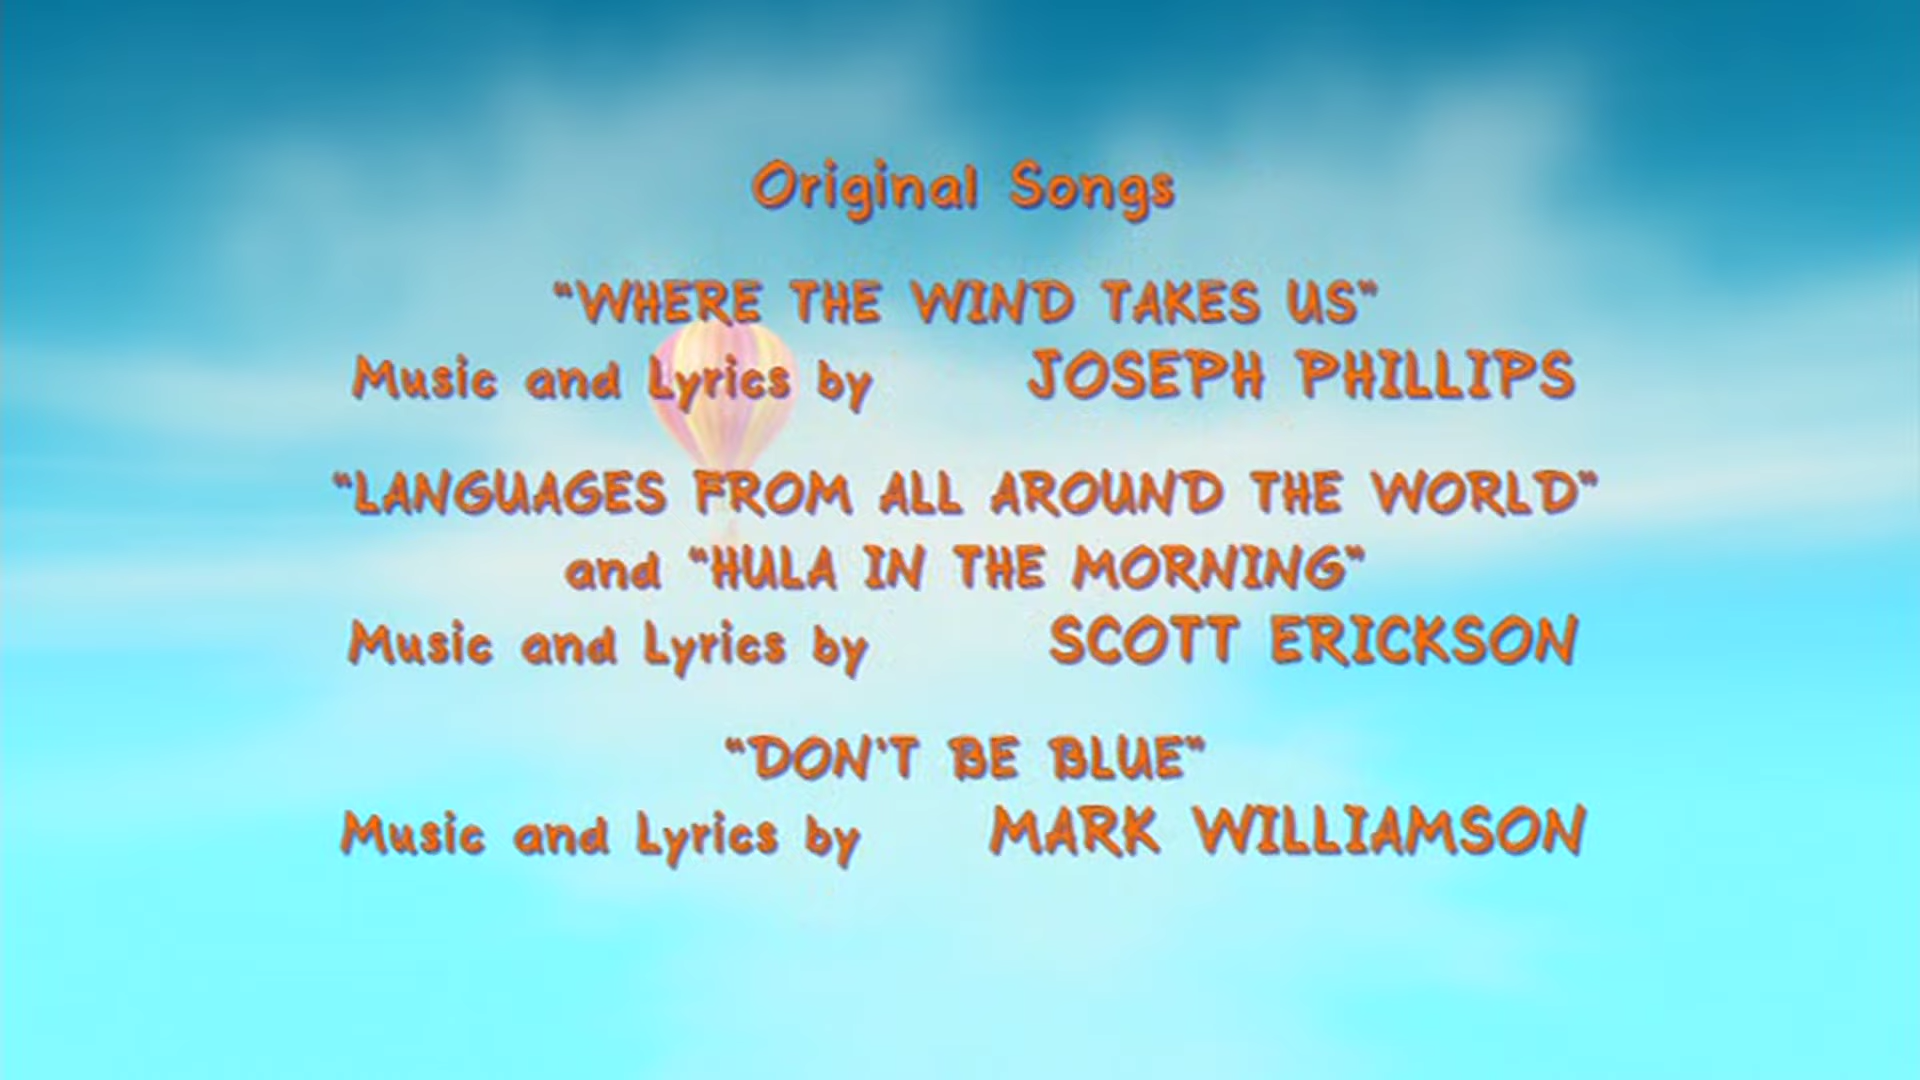 Original Songs
“WHERE THE WIND TAKES US”
Music and Lyrics by JOSEPH PHILLIPS
“LANGUAGES FROM ALL AROUND THE WORLD”
and “HULA IN THE MORNING”
Music and Lyrics by SCOTT ERICKSON
“DON'T BE BLUE”
Music and Lyrics by MARK WILLIAMSON